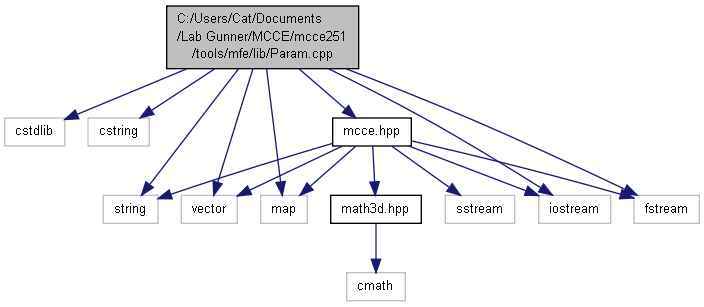 C:/Users/Cat/Documents
/Lab Gunner/MCCE/mcce251
/tools/mfe/lib/Param.cpp
cstdlib
cstring
mcce.hpp
string
vector
map
math3d.hpp
sstream
iostream
fstream
cmath